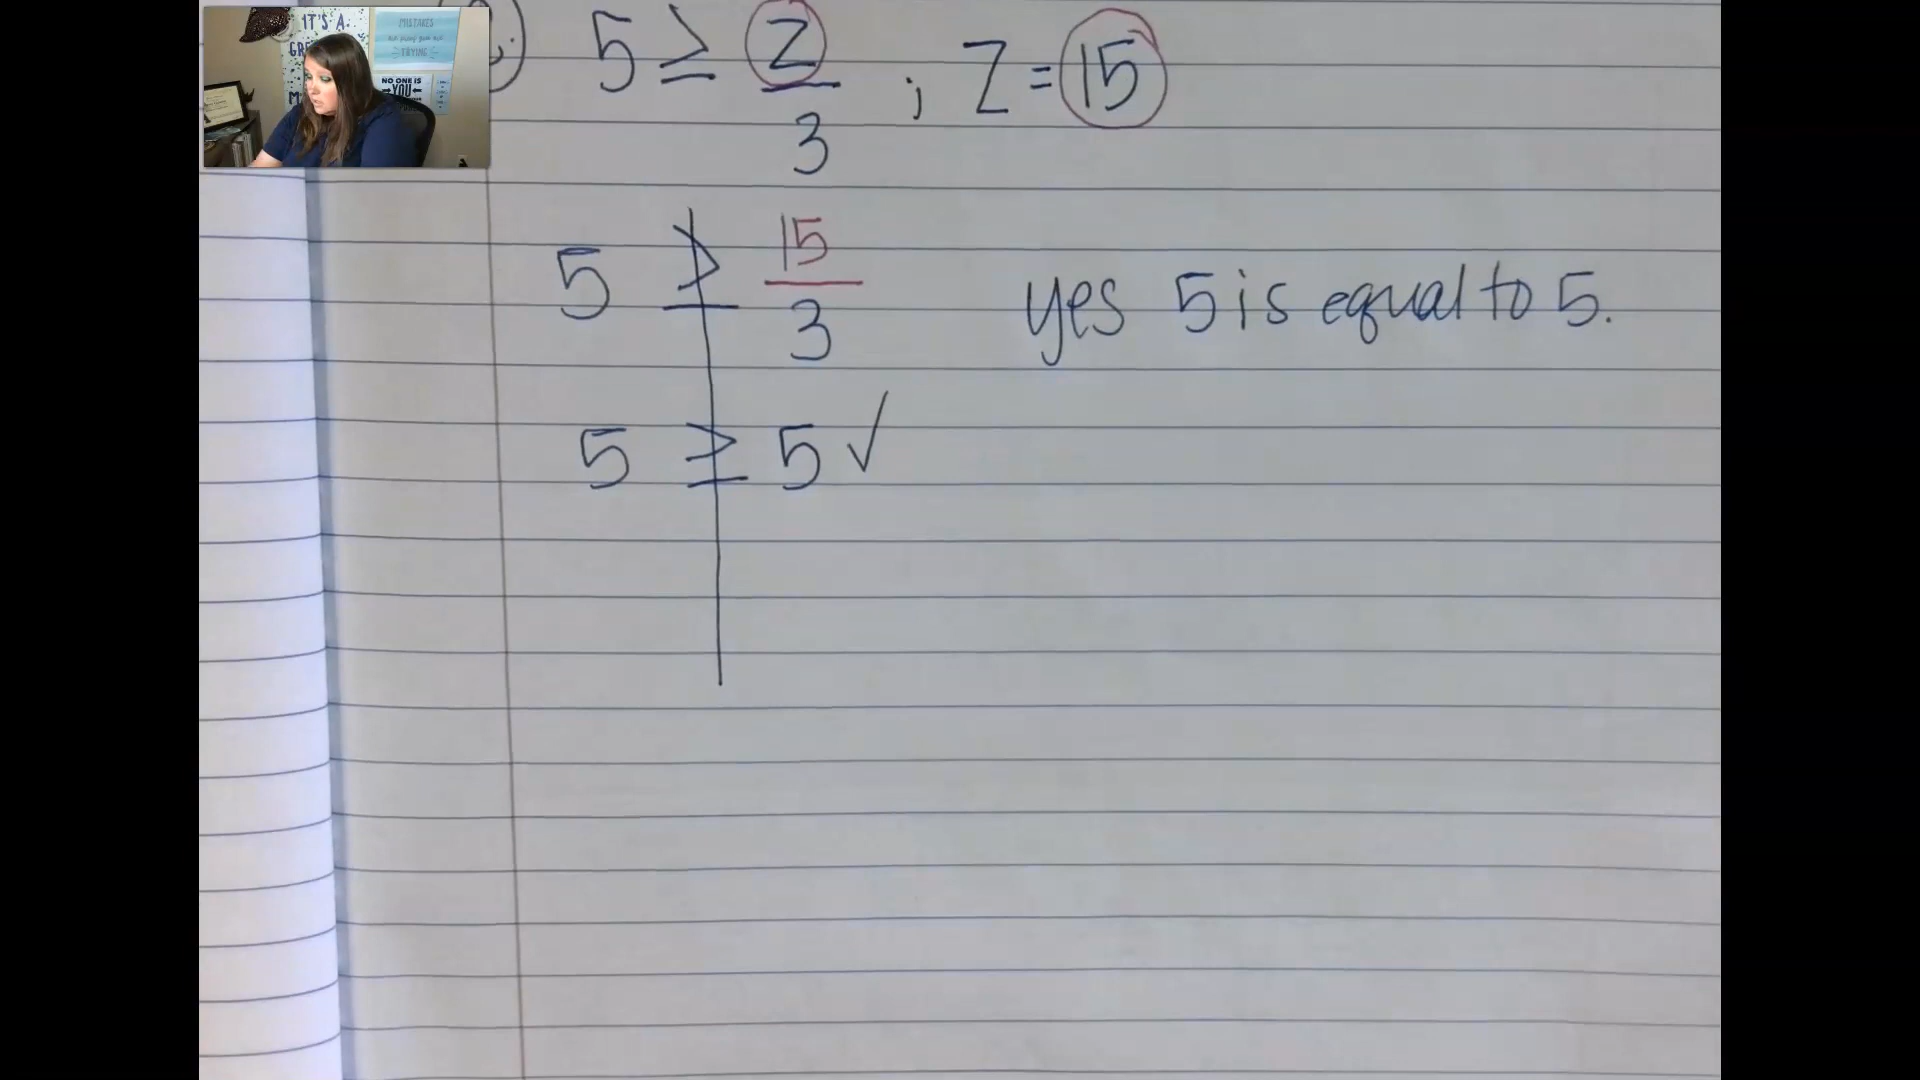 IT'S A
MISTAKES
TRYING
NO ONE IS
YOU
2.
5 ≥ z/3 ; Z = 15
5 ≥ 15/3
yes 5 is equal to 5.
5 ≥ 5 ✓